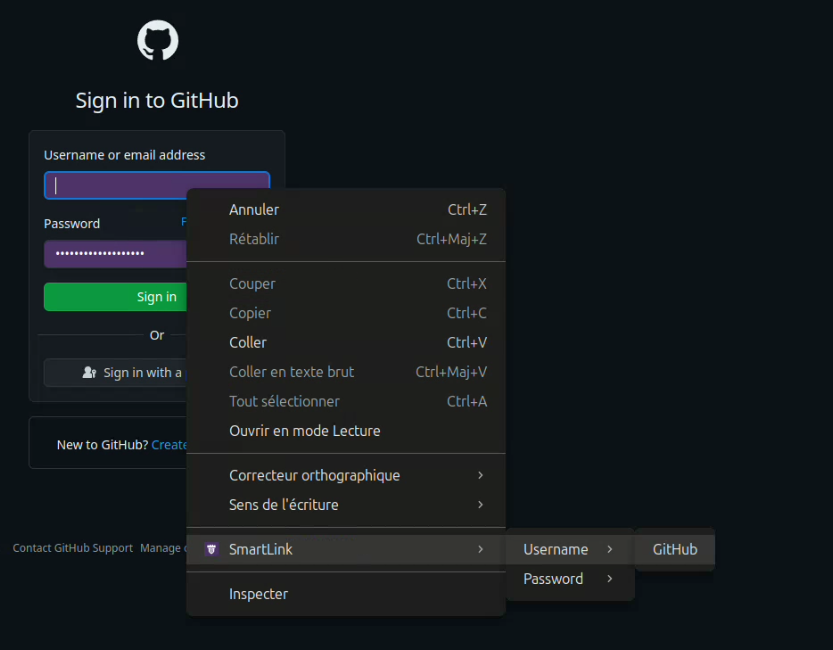 Sign in to GitHub
Username or email address
Password
Sign in
Or
Sign in with a
New to GitHub? Create
Contact GitHub Support Manage
Annuler Ctrl+Z
Rétablir Ctrl+Maj+Z
Couper Ctrl+X
Copier Ctrl+C
Coller Ctrl+V
Coller en texte brut Ctrl+Maj+V
Tout sélectionner Ctrl+A
Ouvrir en mode Lecture
Correcteur orthographique
Sens de l'écriture
SmartLink
Inspecter
Username
Password
GitHub